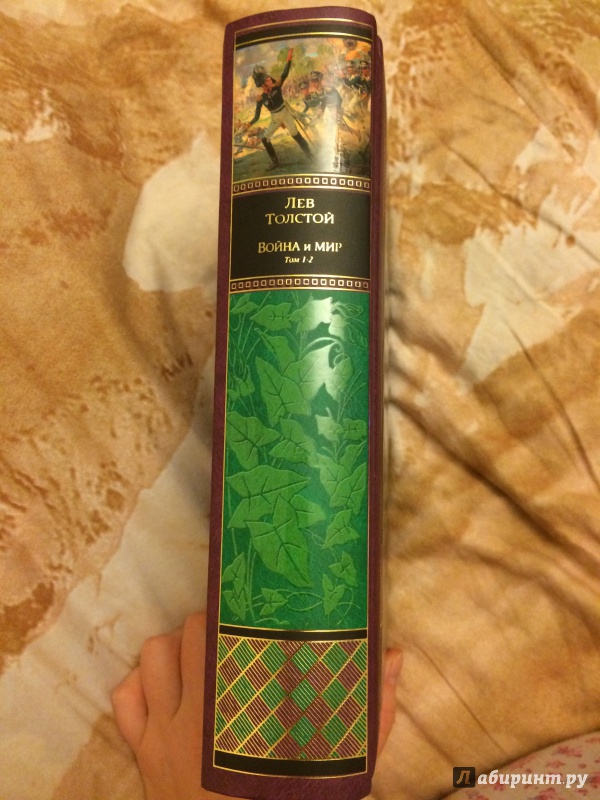 Лев
Толстой
Война и мир
Том 1-2
Лабиринт.ру